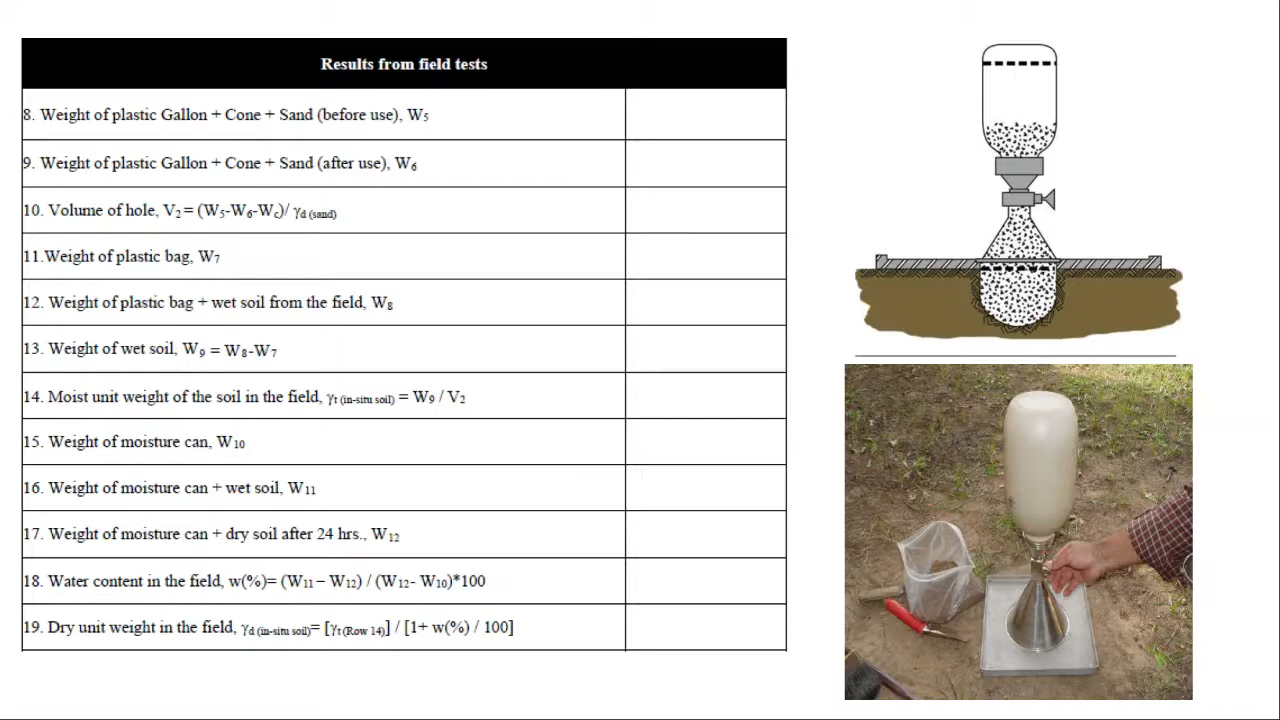 Results from field tests
8. Weight of plastic Gallon + Cone + Sand (before use), W₅
9. Weight of plastic Gallon + Cone + Sand (after use), W₆
10. Volume of hole, V₂ = (W₅-W₆-W꜀)/ γd (sand)
11.Weight of plastic bag, W₇
12. Weight of plastic bag + wet soil from the field, W₈
13. Weight of wet soil, W₉ = W₈-W₇
14. Moist unit weight of the soil in the field, γt (in-situ soil) = W₉ / V₂
15. Weight of moisture can, W₁₀
16. Weight of moisture can + wet soil, W₁₁
17. Weight of moisture can + dry soil after 24 hrs., W₁₂
18. Water content in the field, w(%)= (W₁₁ – W₁₂) / (W₁₂- W₁₀)*100
19. Dry unit weight in the field, γd (in-situ soil)= [γt (Row 14)] / [1+ w(%) / 100]